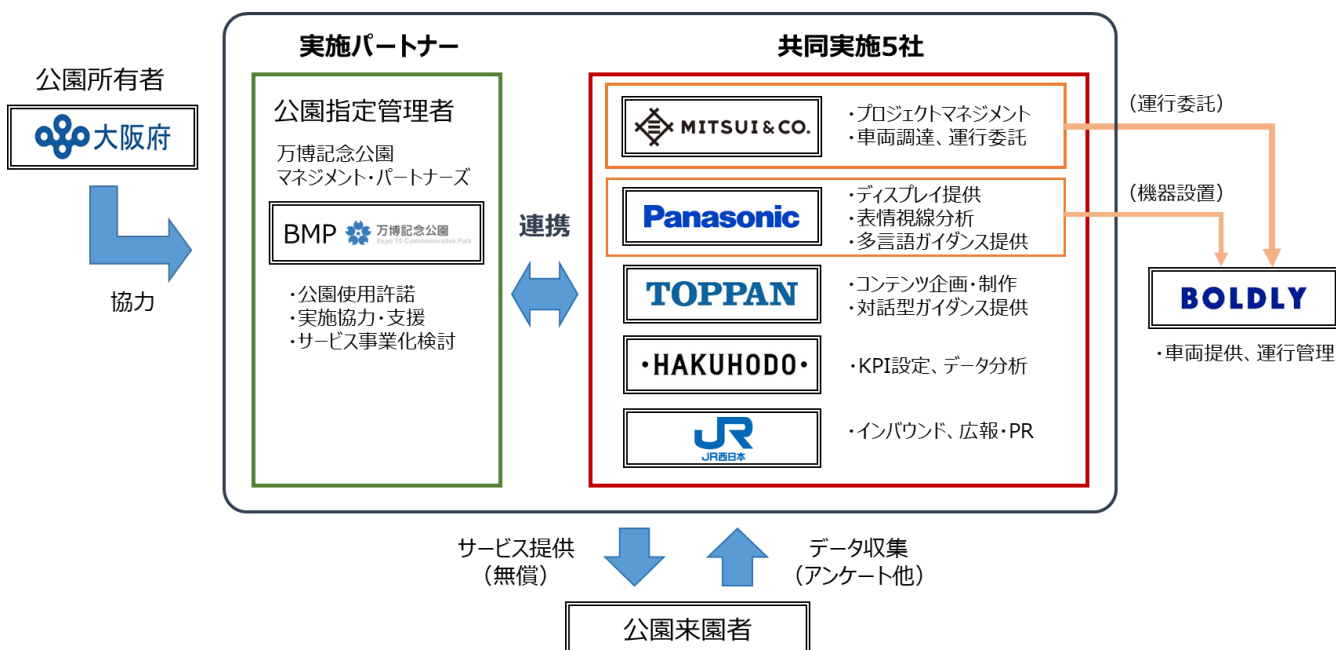 実施パートナー
共同実施5社
公園所有者
大阪府
協力
公園指定管理者
万博記念公園
マネジメント・パートナーズ
BMP 万博記念公園
Expo'70 Commemorative Park
・公園使用許諾
・実施協力・支援
・サービス事業化検討
連携
MITSUI & CO.
・プロジェクトマネジメント
・車両調達、運行委託
Panasonic
・ディスプレイ提供
・表情視線分析
・多言語ガイダンス提供
TOPPAN
・コンテンツ企画・制作
・対話型ガイダンス提供
・HAKUHODO・
・KPI設定、データ分析
JR
JR西日本
・インバウンド、広報・PR
（運行委託）
（機器設置）
BOLDLY
・車両提供、運行管理
サービス提供
（無償）
データ収集
（アンケート他）
公園来園者